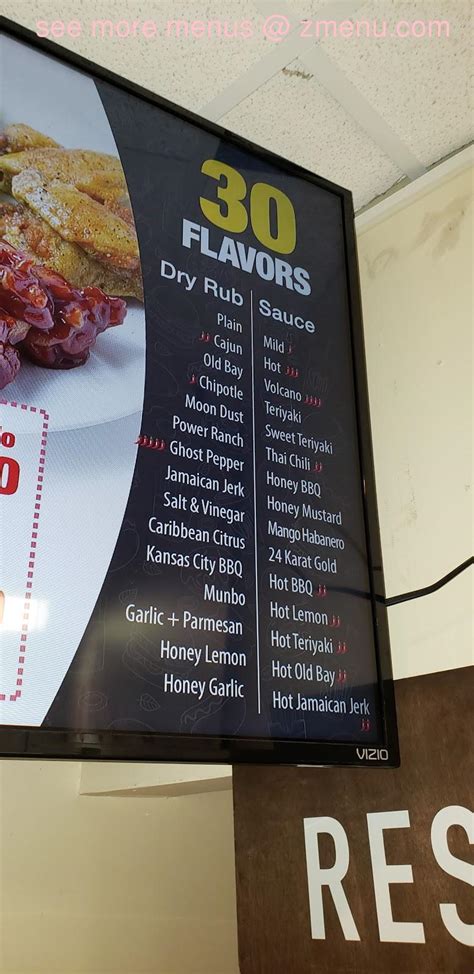 see more menus @ zmenu.com
30
FLAVORS
Dry Rub
Plain
Cajun
Old Bay
Chipotle
Moon Dust
Power Ranch
Ghost Pepper
Jamaican Jerk
Salt & Vinegar
Caribbean Citrus
Kansas City BBQ
Munbo
Garlic + Parmesan
Honey Lemon
Honey Garlic
Sauce
Mild
Hot
Volcano
Teriyaki
Sweet Teriyaki
Thai Chili
Honey BBQ
Honey Mustard
Mango Habanero
24 Karat Gold
Hot BBQ
Hot Lemon
Hot Teriyaki
Hot Old Bay
Hot Jamaican Jerk
VIZIO
RES